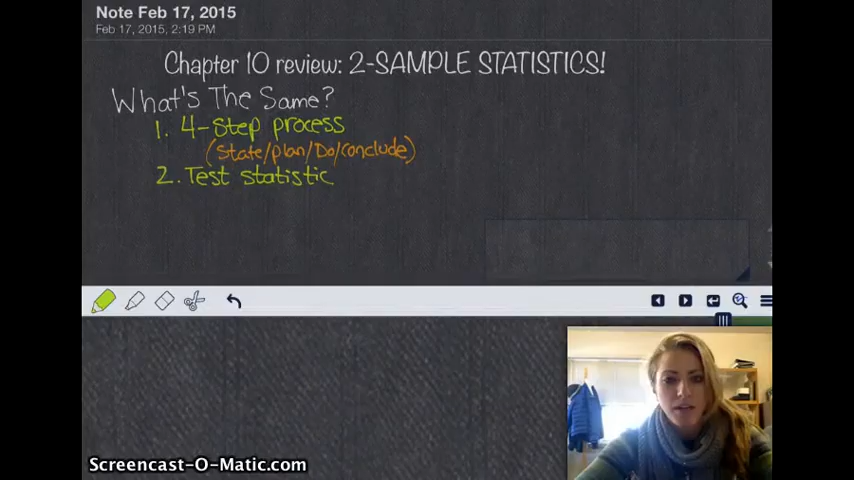 Note Feb 17, 2015
Feb 17, 2015, 2:19 PM
Chapter 10 review: 2-SAMPLE STATISTICS!
What's The Same?
1. 4-Step process
(State/plan/Do/conclude)
2. Test statistic
Screencast-O-Matic.com